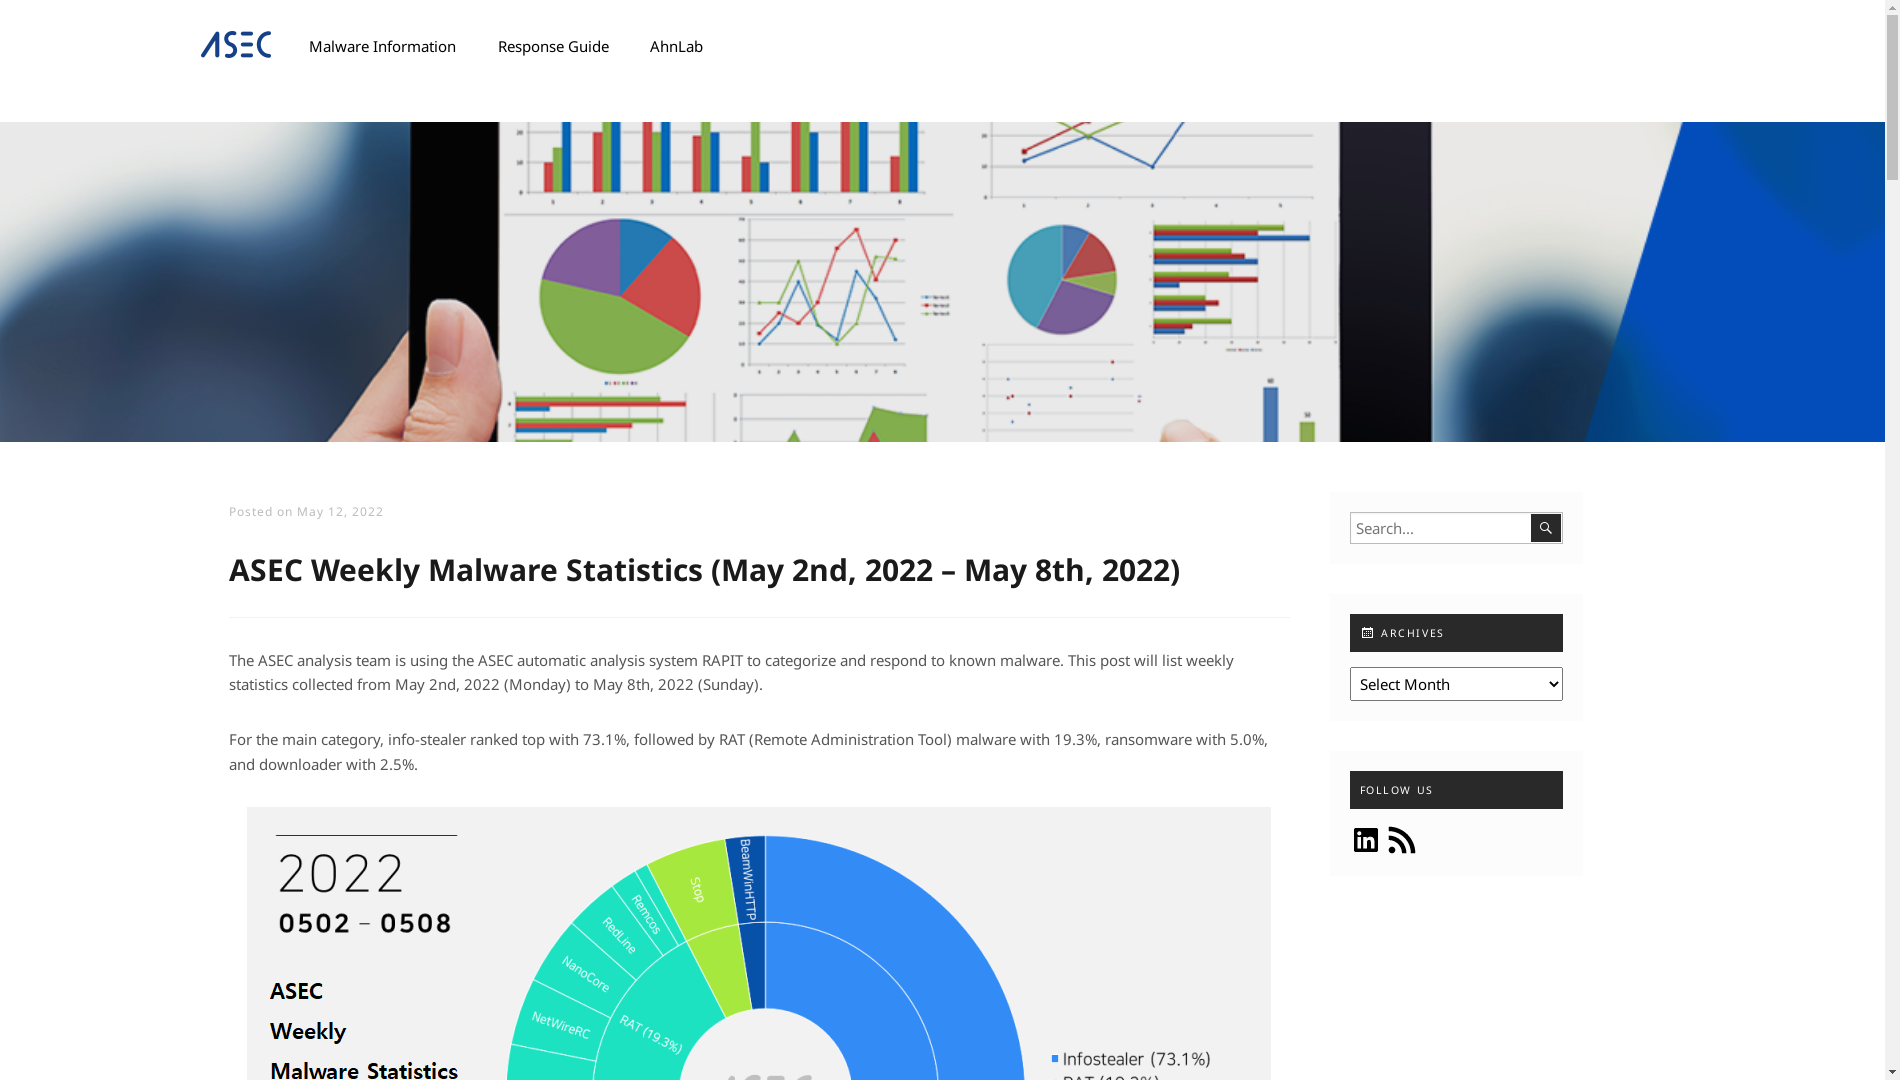 ASEC
Malware Information
Response Guide
AhnLab
Posted on May 12, 2022
ASEC Weekly Malware Statistics (May 2nd, 2022 – May 8th, 2022)
The ASEC analysis team is using the ASEC automatic analysis system RAPIT to categorize and respond to known malware. This post will list weekly
statistics collected from May 2nd, 2022 (Monday) to May 8th, 2022 (Sunday).
For the main category, info-stealer ranked top with 73.1%, followed by RAT (Remote Administration Tool) malware with 19.3%, ransomware with 5.0%,
and downloader with 2.5%.
2022
0502 – 0508
ASEC
Weekly
Malware Statistics
BeamWinHTTP
Stop
Remcos
RedLine
NanoCore
NetWireRC
RAT (19.3%)
Infostealer (73.1%)
Search...
ARCHIVES
Select Month
FOLLOW US